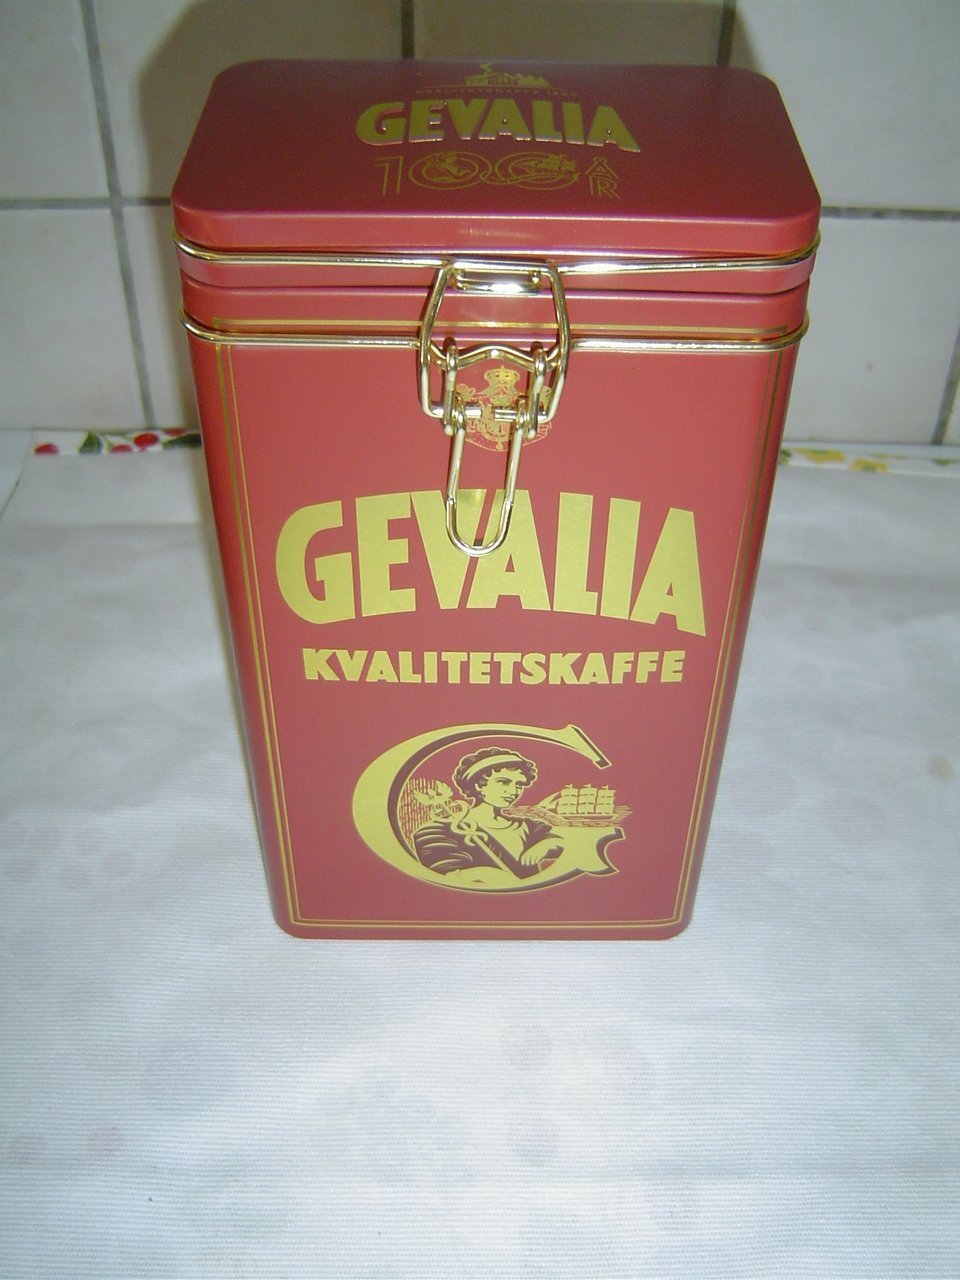 GEVALIA
100 ÅR
GEVALIA
KVALITETSKAFFE
G